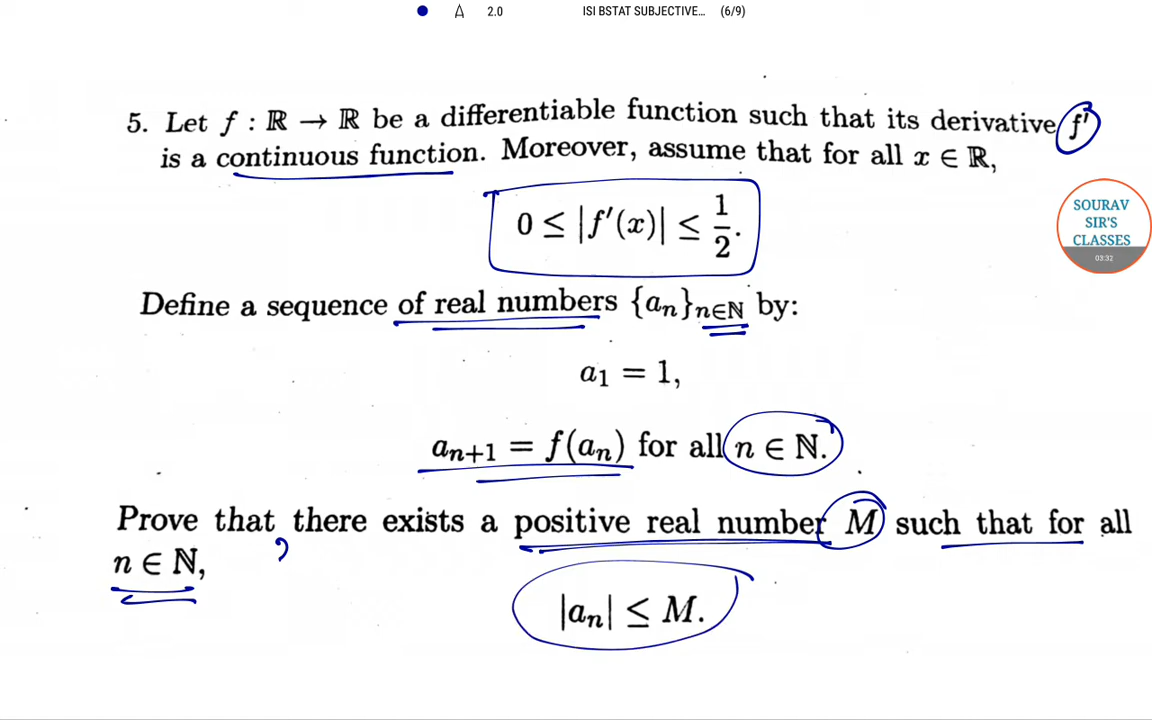 2.0 ISI BSTAT SUBJECTIVE... (6/9)
5. Let f : ℝ → ℝ be a differentiable function such that its derivative f′
is a continuous function. Moreover, assume that for all x ∈ ℝ,
0 ≤ |f′(x)| ≤ 1/2.
Define a sequence of real numbers {aₙ}ₙ∈ℕ by:
a₁ = 1,
aₙ₊₁ = f(aₙ) for all n ∈ ℕ.
Prove that there exists a positive real number M such that for all
n ∈ ℕ,
|aₙ| ≤ M.
SOURAV
SIR'S
CLASSES
03:32